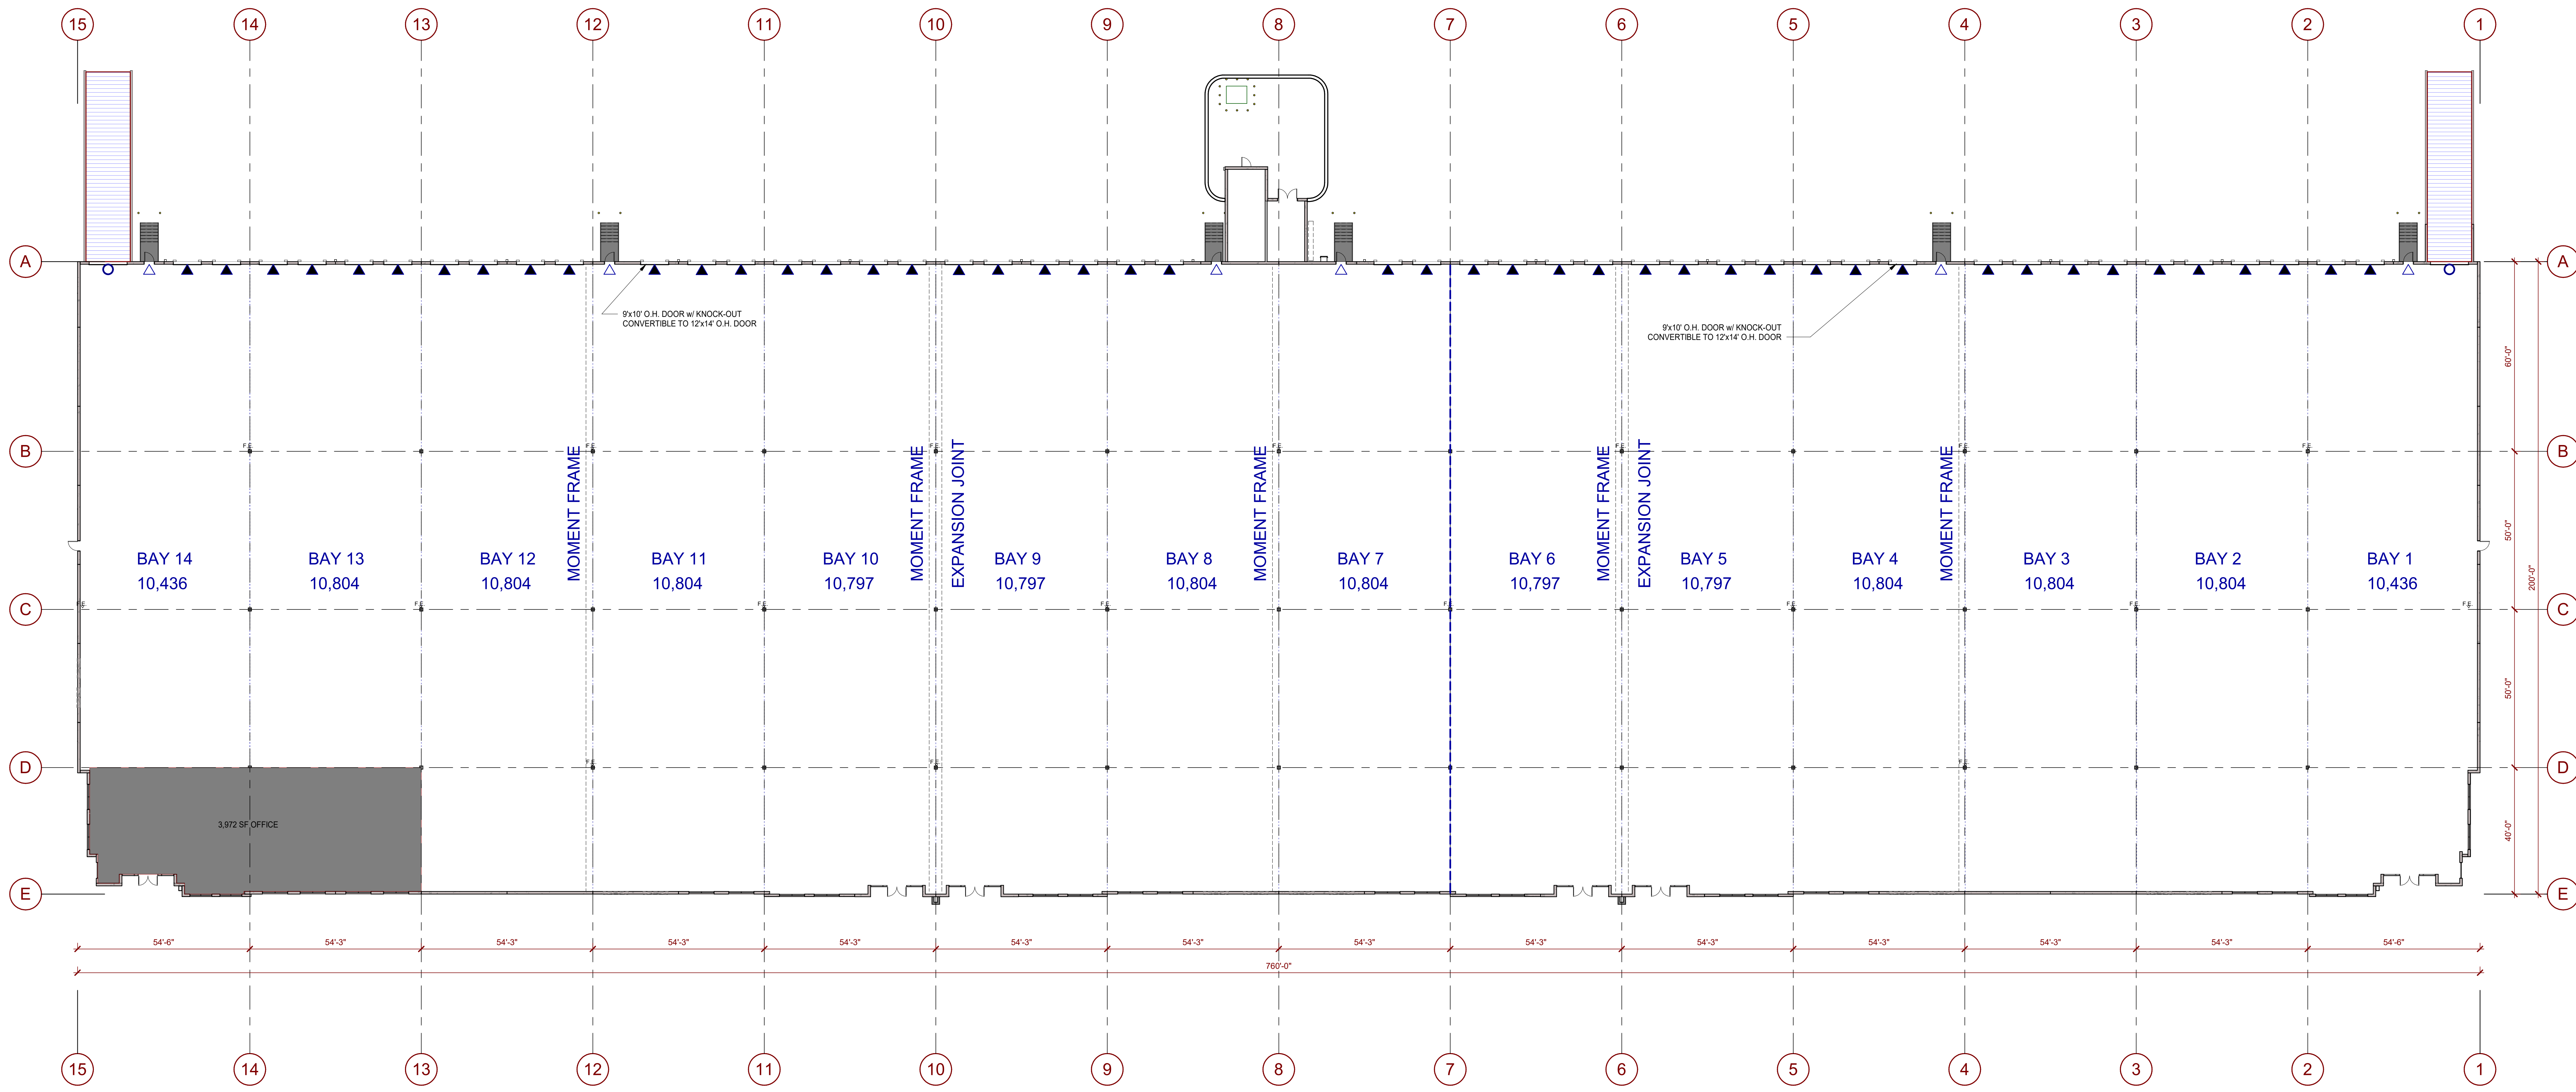 15 14 13 12 11 10 9 8 7 6 5 4 3 2 1
A A
9'x10' O.H. DOOR w/ KNOCK-OUT
CONVERTIBLE TO 12'x14' O.H. DOOR
9'x10' O.H. DOOR w/ KNOCK-OUT
CONVERTIBLE TO 12'x14' O.H. DOOR
60'-0"
F.E. F.E. F.E. F.E. F.E. F.E. F.E.
B B
MOMENT FRAME
MOMENT FRAME
EXPANSION JOINT
MOMENT FRAME
MOMENT FRAME
EXPANSION JOINT
MOMENT FRAME
50'-0"
BAY 14 BAY 13 BAY 12 BAY 11 BAY 10 BAY 9 BAY 8 BAY 7 BAY 6 BAY 5 BAY 4 BAY 3 BAY 2 BAY 1
10,436 10,804 10,804 10,804 10,797 10,797 10,804 10,804 10,797 10,797 10,804 10,804 10,804 10,436
200'-0"
F.E. F.E. F.E. F.E. F.E. F.E. F.E. F.E.
C C
50'-0"
F.E. F.E. F.E.
D D
3,972 SF OFFICE
40'-0"
E E
54'-6" 54'-3" 54'-3" 54'-3" 54'-3" 54'-3" 54'-3" 54'-3" 54'-3" 54'-3" 54'-3" 54'-3" 54'-3" 54'-6"
760'-0"
15 14 13 12 11 10 9 8 7 6 5 4 3 2 1